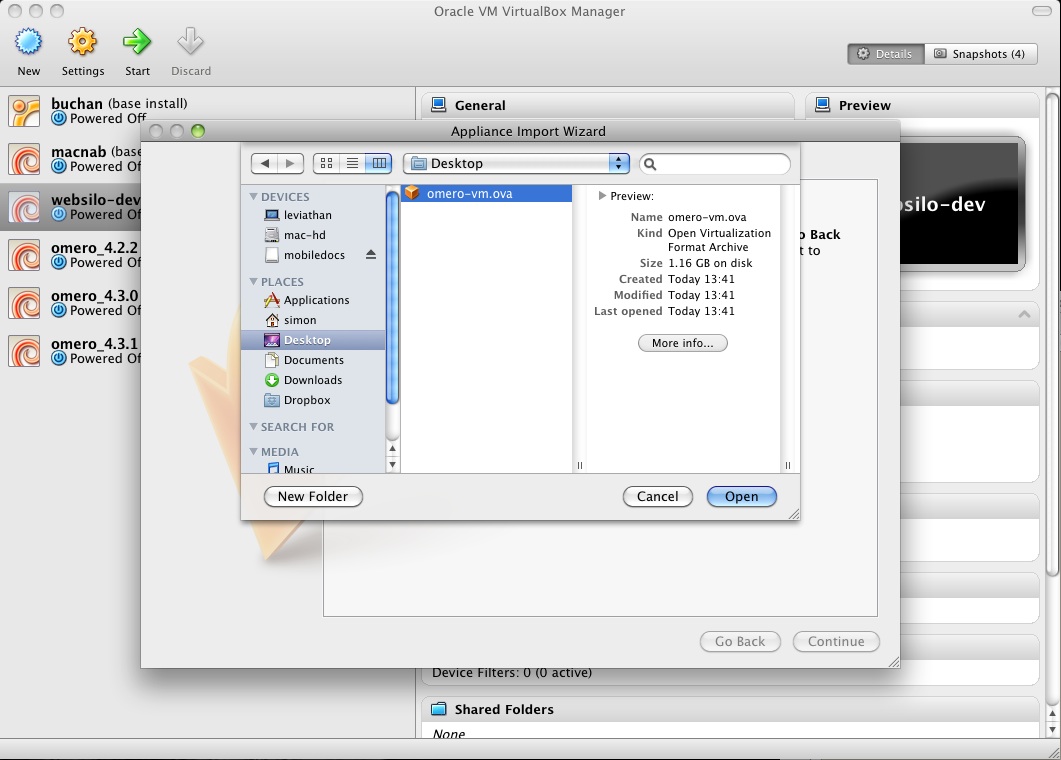 Oracle VM VirtualBox Manager
New Settings Start Discard
Details Snapshots (4)
buchan (base install)
Powered Off
macnab (base
Powered Of
websilo-dev
Powered Of
omero_4.2.2
Powered Of
omero_4.3.0
Powered Of
omero_4.3.1
Powered Of
General
Preview
silo-dev
Appliance Import Wizard
Desktop
DEVICES
leviathan
mac-hd
mobiledocs
PLACES
Applications
simon
Desktop
Documents
Downloads
Dropbox
SEARCH FOR
MEDIA
Music
omero-vm.ova
Preview:
Name omero-vm.ova
Kind Open Virtualization
Format Archive
Size 1.16 GB on disk
Created Today 13:41
Modified Today 13:41
Last opened Today 13:41
More info...
New Folder Cancel Open
o Back
t to
Go Back Continue
Device Filters: 0 (0 active)
Shared Folders
None